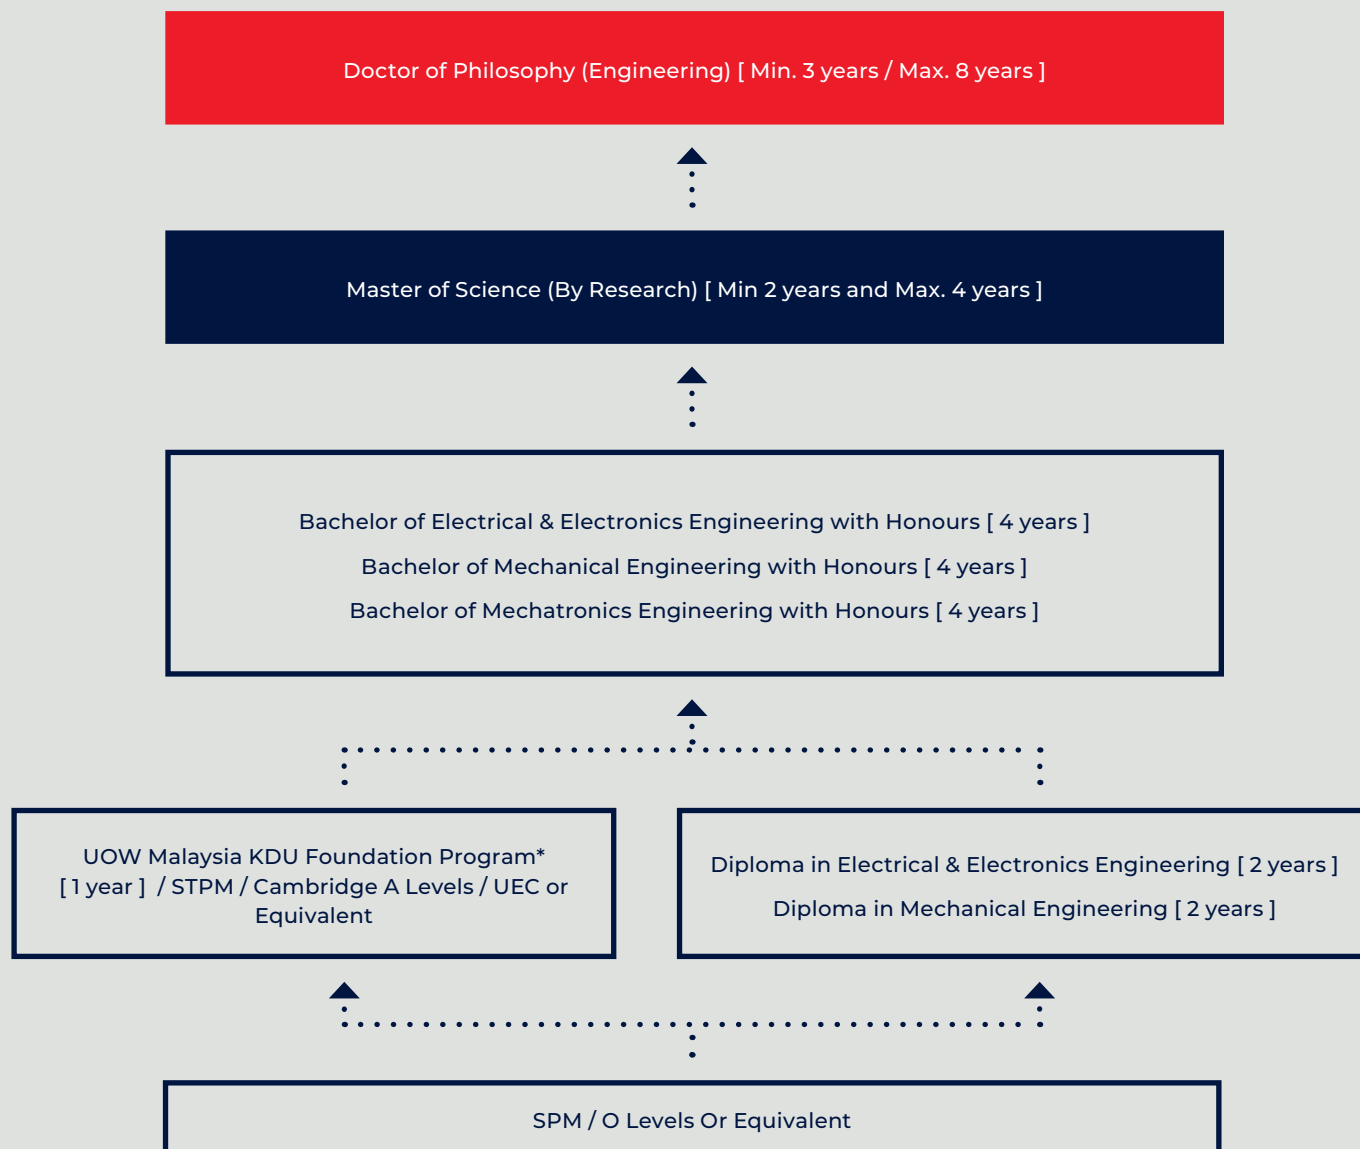 Doctor of Philosophy (Engineering) [ Min. 3 years / Max. 8 years ]
Master of Science (By Research) [ Min 2 years and Max. 4 years ]
Bachelor of Electrical & Electronics Engineering with Honours [ 4 years ]
Bachelor of Mechanical Engineering with Honours [ 4 years ]
Bachelor of Mechatronics Engineering with Honours [ 4 years ]
UOW Malaysia KDU Foundation Program*
[ 1 year ] / STPM / Cambridge A Levels / UEC or
Equivalent
Diploma in Electrical & Electronics Engineering [ 2 years ]
Diploma in Mechanical Engineering [ 2 years ]
SPM / O Levels Or Equivalent